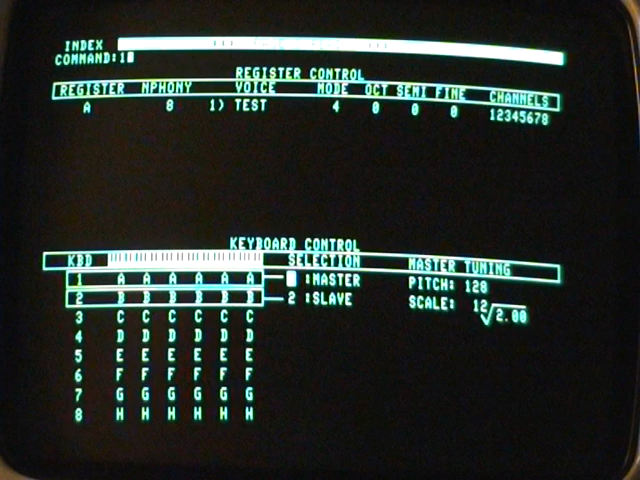 INDEX
COMMAND:1
REGISTER CONTROL
REGISTER NPHONY VOICE MODE OCT SEMI FINE CHANNELS
A 8 1) TEST 4 0 0 0 12345678
KEYBOARD CONTROL
KBD SELECTION MASTER TUNING
1 A A A A A A :MASTER PITCH: 128
2 B B B B B B 2 :SLAVE SCALE: 12√2.00
3 C C C C C C
4 D D D D D D
5 E E E E E E
6 F F F F F F
7 G G G G G G
8 H H H H H H